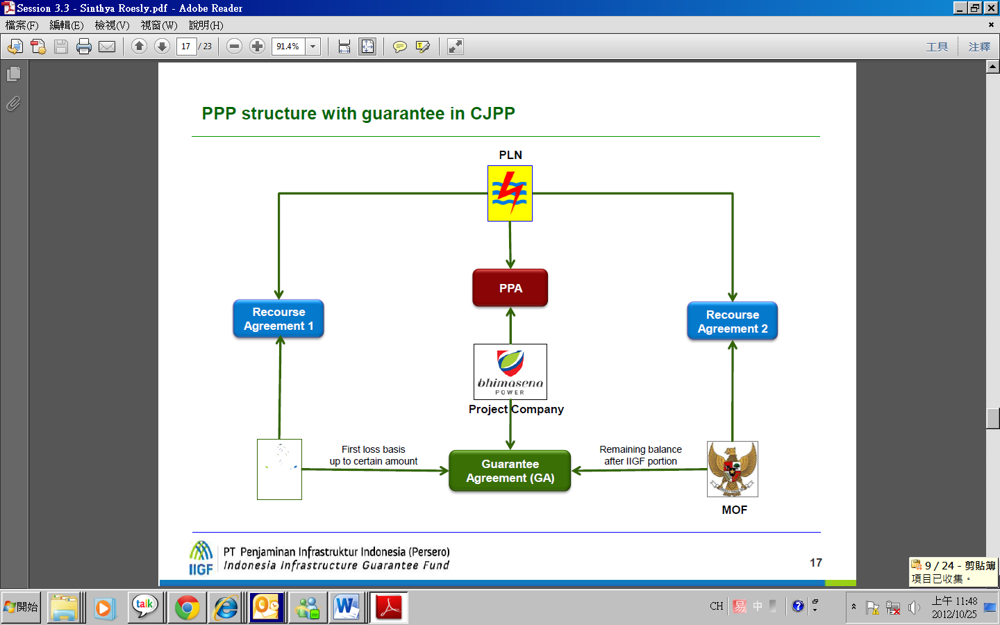 Session 3.3 - Sinthya Roesly.pdf - Adobe Reader
檔案(F) 編輯(E) 檢視(V) 視窗(W) 說明(H)
17 / 23 91.4% 工具 注釋
PPP structure with guarantee in CJPP
PLN
PPA
Recourse
Agreement 1
Recourse
Agreement 2
bhimasena
POWER
Project Company
First loss basis
up to certain amount
Guarantee
Agreement (GA)
Remaining balance
after IIGF portion
MOF
IIGF
PT Penjaminan Infrastruktur Indonesia (Persero)
Indonesia Infrastructure Guarantee Fund
17
9 / 24 - 剪貼簿
項目已收集。
開始
talk
CH 易 中
上午 11:48
2012/10/25